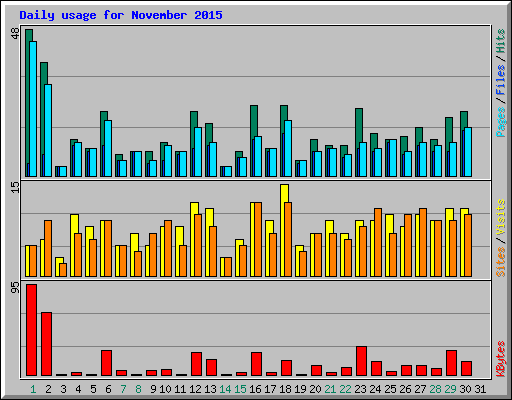 Daily usage for November 2015
48
Pages / Files / Hits
15
Sites / Visits
95
KBytes
1 2 3 4 5 6 7 8 9 10 11 12 13 14 15 16 17 18 19 20 21 22 23 24 25 26 27 28 29 30 31